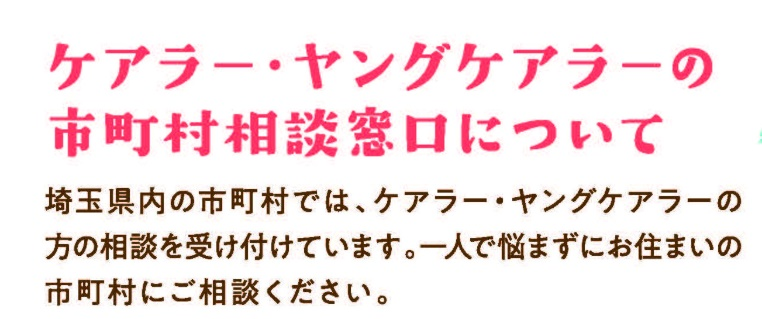 ケアラー・ヤングケアラーの
市町村相談窓口について
埼玉県内の市町村では、ケアラー・ヤングケアラーの
方の相談を受け付けています。一人で悩まずにお住まいの
市町村にご相談ください。